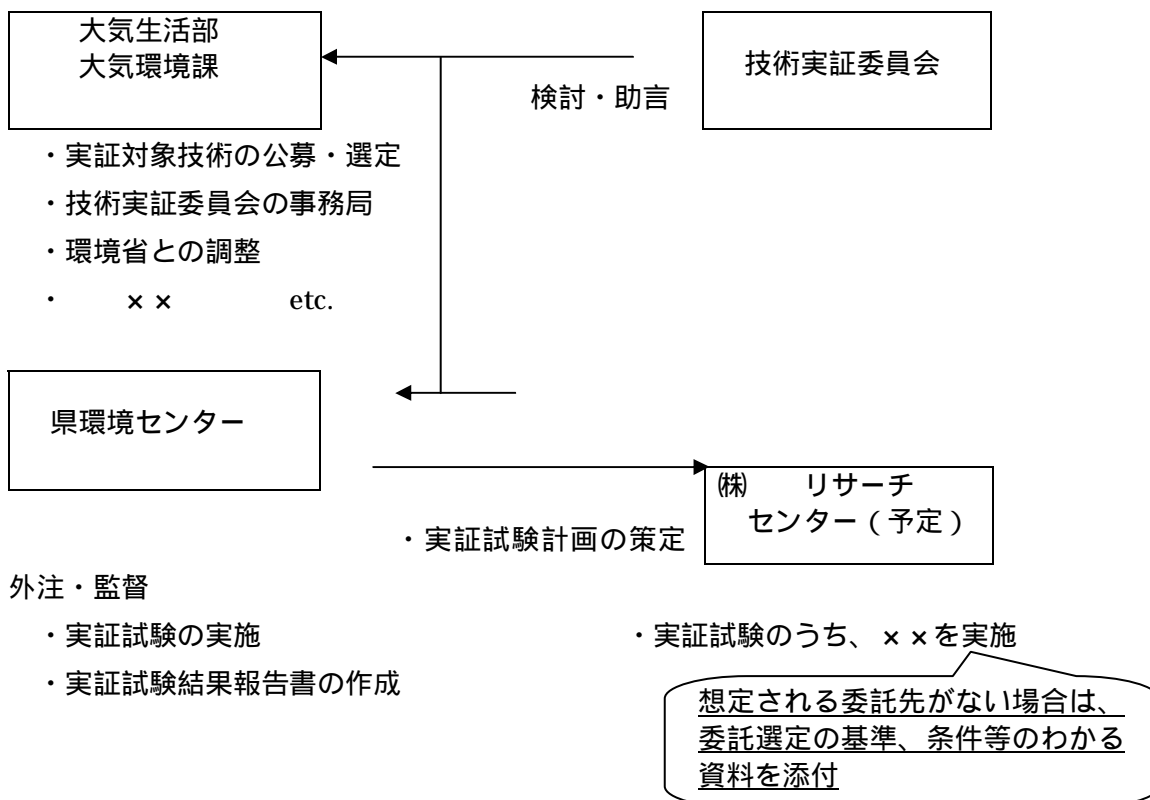 大気生活部
大気環境課
技術実証委員会
検討・助言
・実証対象技術の公募・選定
・技術実証委員会の事務局
・環境省との調整
・　××　　etc.
県環境センター
㈱　リサーチ
センター（予定）
・実証試験計画の策定
外注・監督
・実証試験の実施
・実証試験のうち、××を実施
・実証試験結果報告書の作成
想定される委託先がない場合は、
委託選定の基準、条件等のわかる
資料を添付